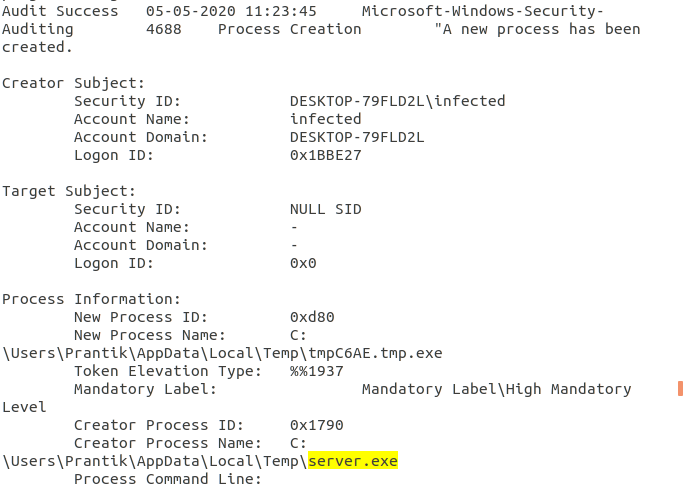 Audit Success   05-05-2020 11:23:45     Microsoft-Windows-Security-
Auditing        4688    Process Creation        "A new process has been
created.
Creator Subject:
        Security ID:            DESKTOP-79FLD2L\infected
        Account Name:           infected
        Account Domain:         DESKTOP-79FLD2L
        Logon ID:               0x1BBE27
Target Subject:
        Security ID:            NULL SID
        Account Name:           -
        Account Domain:         -
        Logon ID:               0x0
Process Information:
        New Process ID:         0xd80
        New Process Name:       C:
\Users\Prantik\AppData\Local\Temp\tmpC6AE.tmp.exe
        Token Elevation Type:   %%1937
        Mandatory Label:                Mandatory Label\High Mandatory
Level
        Creator Process ID:     0x1790
        Creator Process Name:   C:
\Users\Prantik\AppData\Local\Temp\server.exe
        Process Command Line: